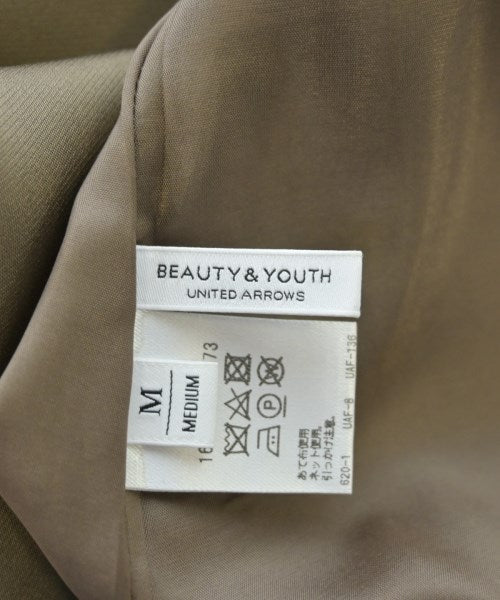 BEAUTY & YOUTH
UNITED ARROWS
M
MEDIUM
16
73
P
あて布使用
ネット使用。
引っかけ注意。
620-1 UAF-8 UAF-136